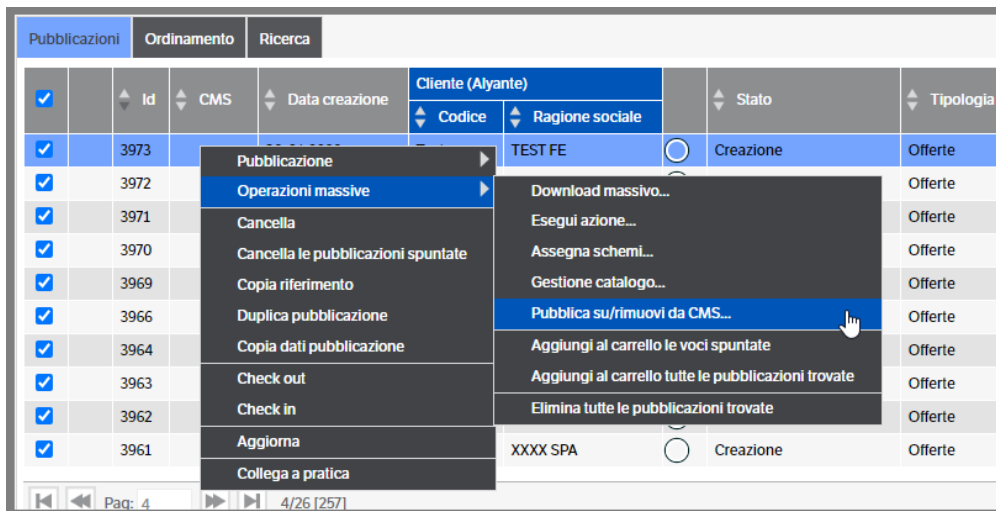 Pubblicazioni Ordinamento Ricerca
Cliente (Alyante)
Id CMS Data creazione Codice Ragione sociale Stato Tipologia
3973 TEST FE Creazione Offerte
Pubblicazione
3972 Offerte
Operazioni massive Download massivo...
3971 Offerte
Cancella Esegui azione...
3970 Offerte
Cancella le pubblicazioni spuntate Assegna schemi...
3969 Offerte
Copia riferimento Gestione catalogo...
3966 Offerte
Duplica pubblicazione Pubblica su/rimuovi da CMS...
3964 Offerte
Copia dati pubblicazione Aggiungi al carrello le voci spuntate
3963 Offerte
Check out Aggiungi al carrello tutte le pubblicazioni trovate
3962 Offerte
Check in Elimina tutte le pubblicazioni trovate
3961 XXXX SPA Creazione Offerte
Aggiorna
Collega a pratica
Pag: 4 4/26 [257]